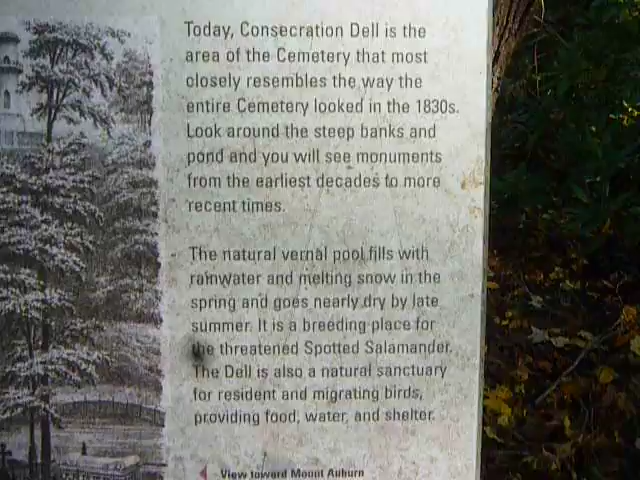 Today, Consecration Dell is the
area of the Cemetery that most
closely resembles the way the
entire Cemetery looked in the 1830s.
Look around the steep banks and
pond and you will see monuments
from the earliest decades to more
recent times.
The natural vernal pool fills with
rainwater and melting snow in the
spring and goes nearly dry by late
summer. It is a breeding place for
the threatened Spotted Salamander.
The Dell is also a natural sanctuary
for resident and migrating birds,
providing food, water, and shelter.
View toward Mount Auburn